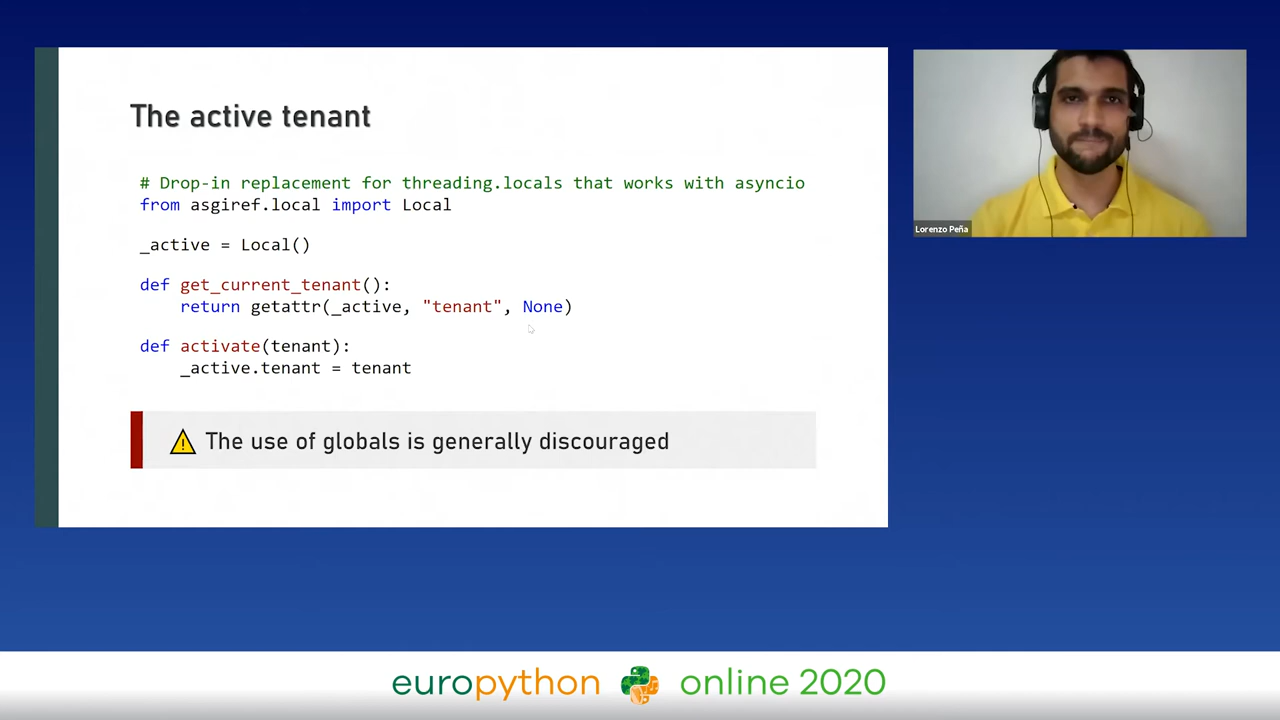 The active tenant
# Drop-in replacement for threading.locals that works with asyncio
from asgiref.local import Local
_active = Local()
def get_current_tenant():
    return getattr(_active, "tenant", None)
def activate(tenant):
    _active.tenant = tenant
⚠ The use of globals is generally discouraged
Lorenzo Peña
europython online 2020